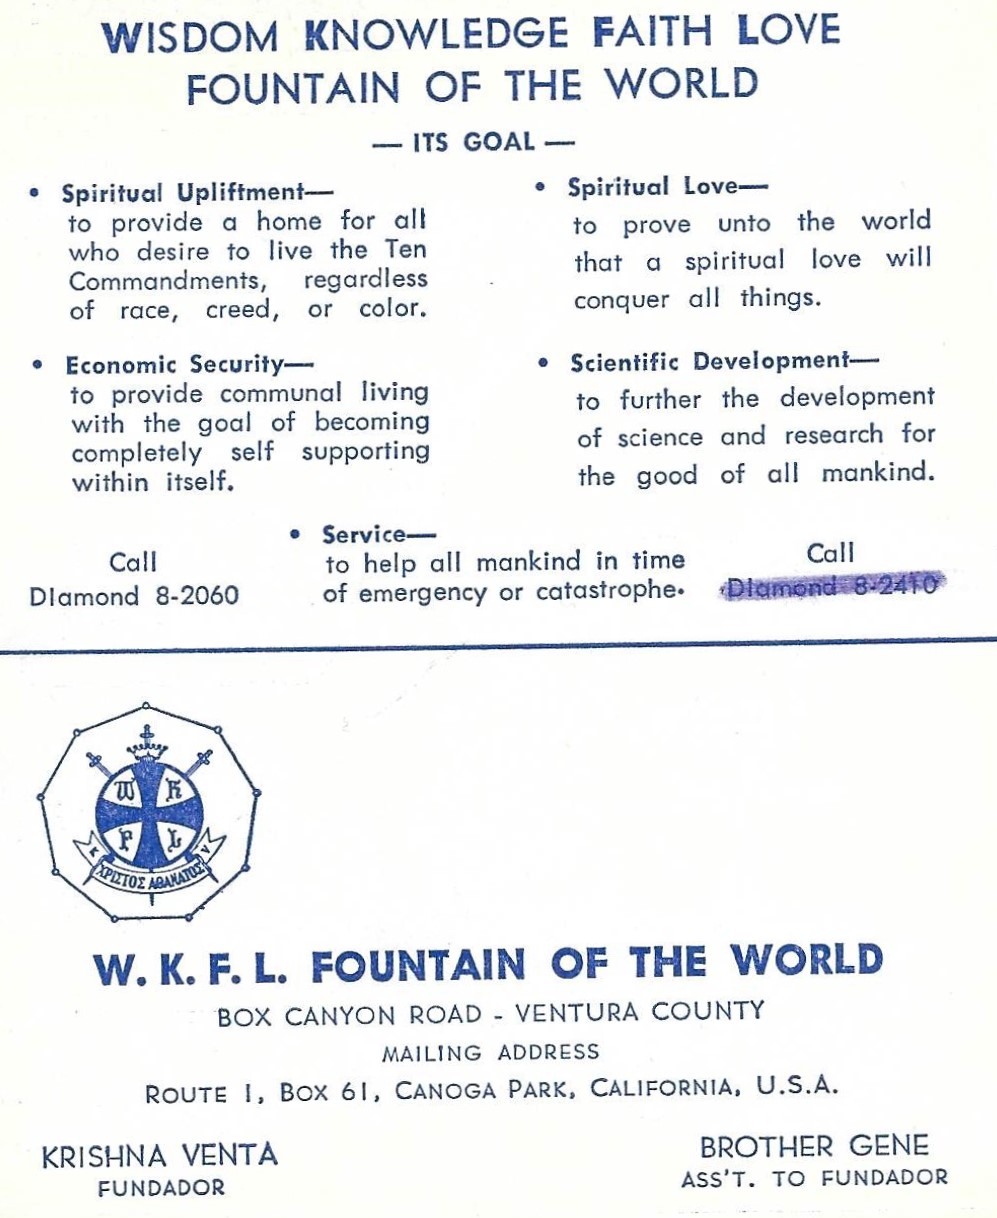 WISDOM KNOWLEDGE FAITH LOVE
FOUNTAIN OF THE WORLD
— ITS GOAL —
• Spiritual Upliftment—
to provide a home for all
who desire to live the Ten
Commandments, regardless
of race, creed, or color.
• Economic Security—
to provide communal living
with the goal of becoming
completely self supporting
within itself.
• Spiritual Love—
to prove unto the world
that a spiritual love will
conquer all things.
• Scientific Development—
to further the development
of science and research for
the good of all mankind.
Call
DIamond 8-2060
• Service—
to help all mankind in time
of emergency or catastrophe.
Call
DIamond 8-2410
W K
F L
K V
ΧΡΙΣΤΟΣ ΑΘΑΝΑΤΟΣ
W. K. F. L. FOUNTAIN OF THE WORLD
BOX CANYON ROAD - VENTURA COUNTY
MAILING ADDRESS
ROUTE 1, BOX 61, CANOGA PARK, CALIFORNIA, U.S.A.
KRISHNA VENTA
FUNDADOR
BROTHER GENE
ASS'T. TO FUNDADOR